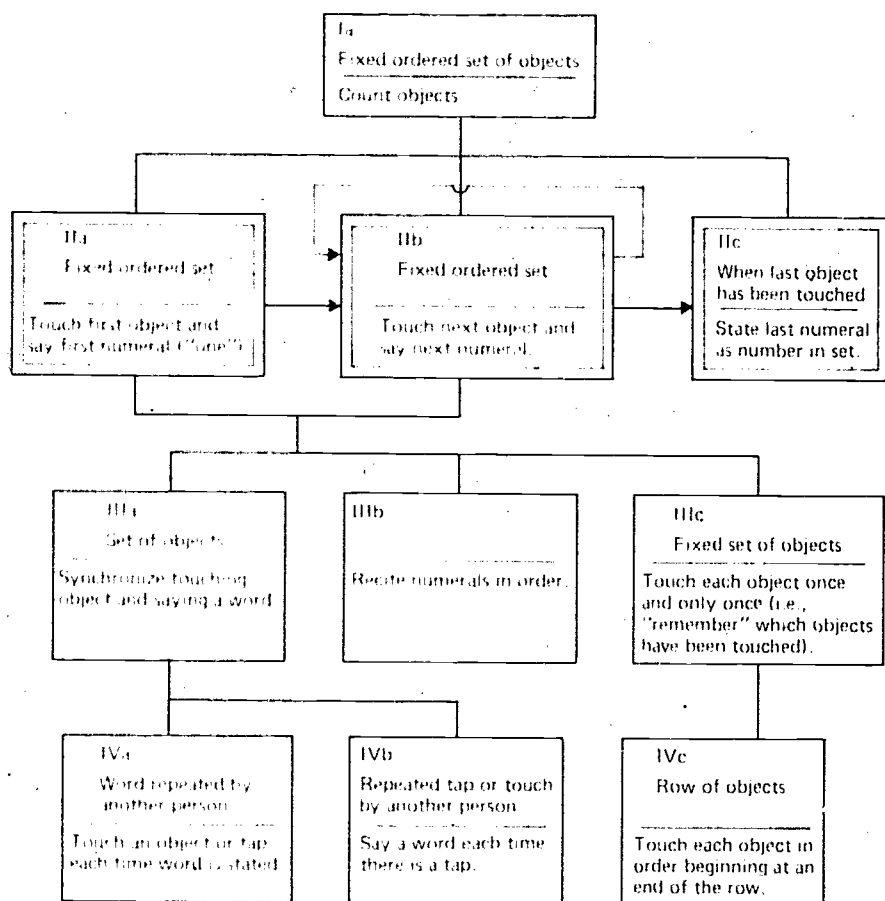 Ia
Fixed ordered set of objects
Count objects
IIa
Fixed ordered set
Touch first object and
say first numeral ("one")
IIb
Fixed ordered set
Touch next object and
say next numeral.
IIc
When last object
has been touched
State last numeral
as number in set.
IIIa
Set of objects
Synchronize touching
object and saying a word
IIIb
Recite numerals in order.
IIIc
Fixed set of objects
Touch each object once
and only once (i.e.,
"remember" which objects
have been touched).
IVa
Word repeated by
another person
Touch an object or tap
each time word is stated
IVb
Repeated tap or touch
by another person
Say a word each time
there is a tap.
IVc
Row of objects
Touch each object in
order beginning at an
end of the row.